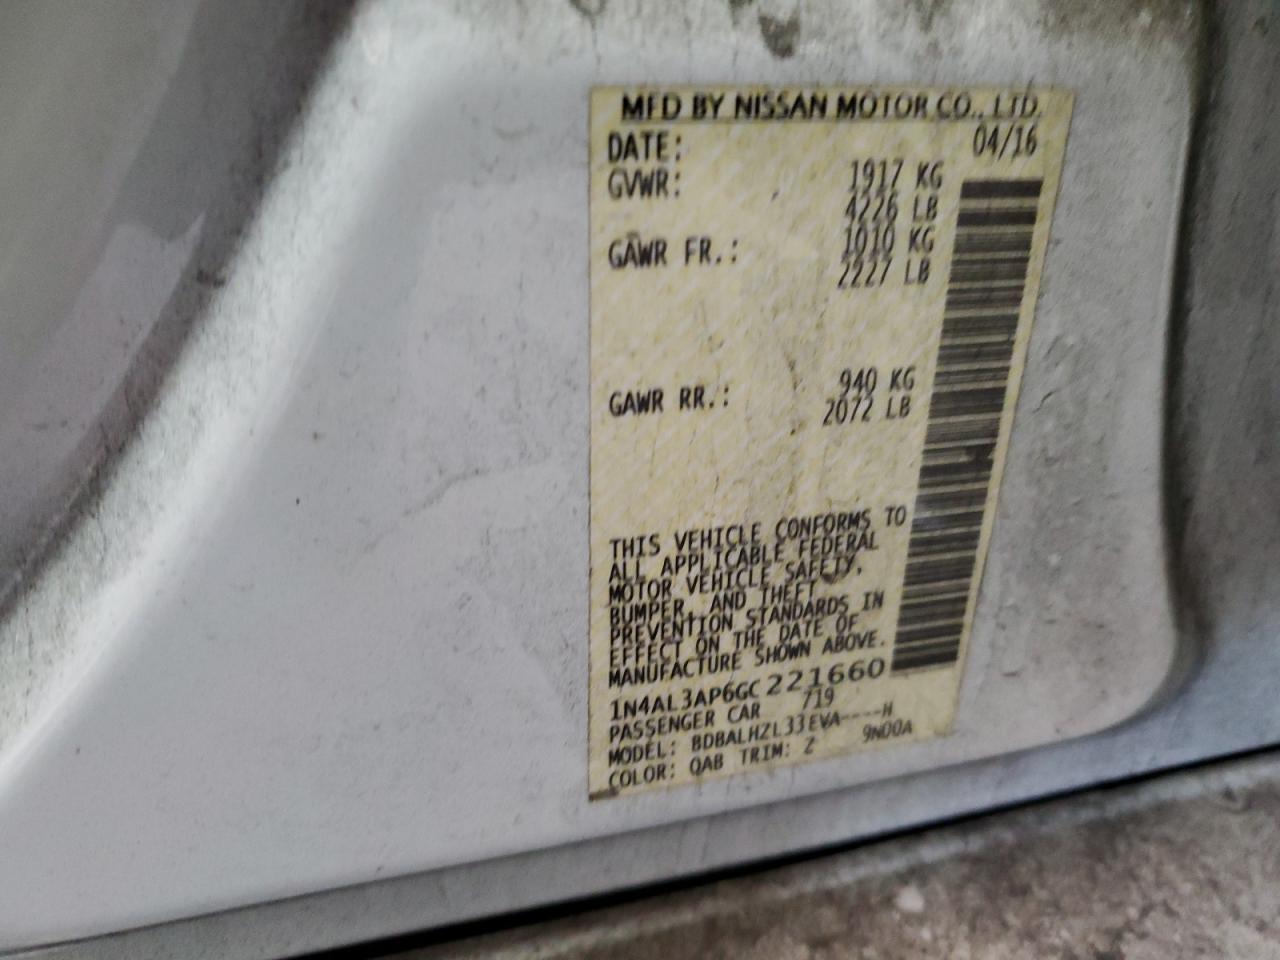 MFD BY NISSAN MOTOR CO., LTD.
DATE: 04/16
GVWR: 1917 KG
4226 LB
GAWR FR.: 1010 KG
2227 LB
GAWR RR.: 940 KG
2072 LB
THIS VEHICLE CONFORMS TO
ALL APPLICABLE FEDERAL
MOTOR VEHICLE SAFETY,
BUMPER, AND THEFT
PREVENTION STANDARDS IN
EFFECT ON THE DATE OF
MANUFACTURE SHOWN ABOVE.
1N4AL3AP6GC221660
PASSENGER CAR 719
MODEL: BDBALHZL33EVA----H
COLOR: QAB TRIM: Z 9N00A